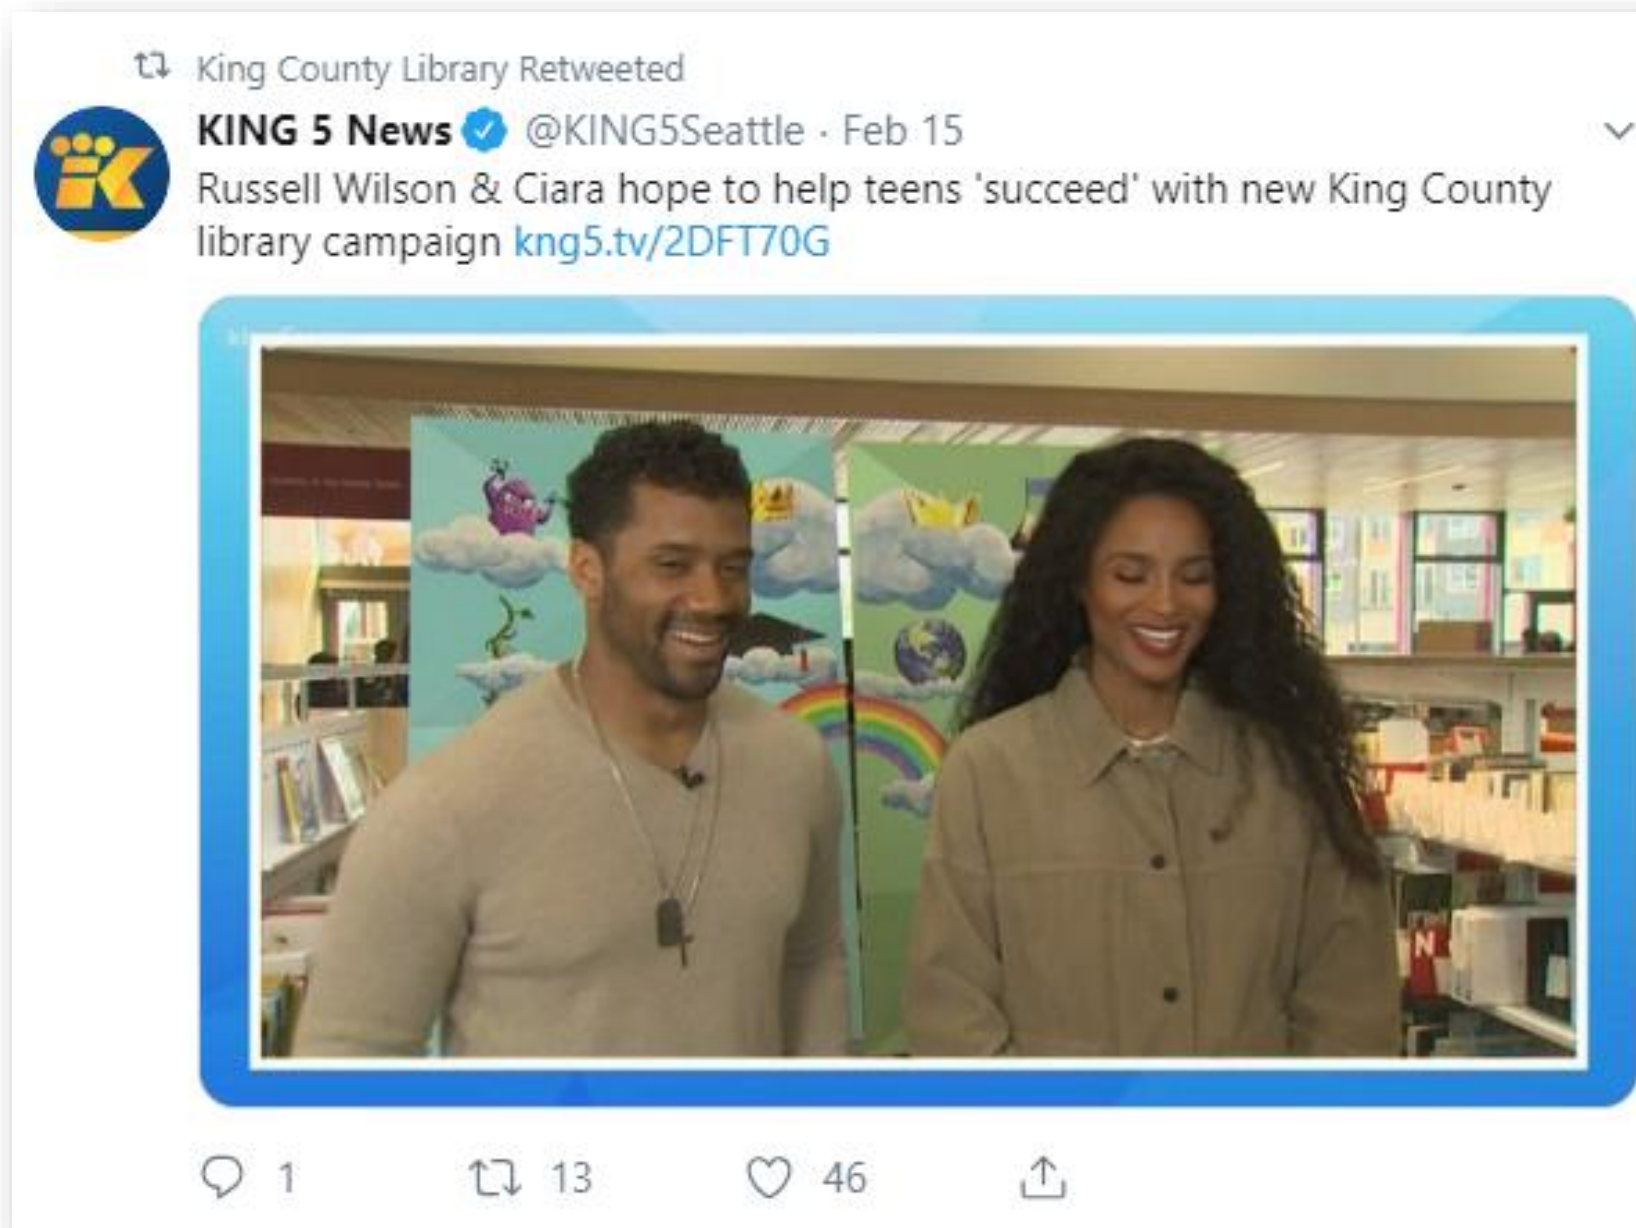 King County Library Retweeted
KING 5 News @KING5Seattle · Feb 15
Russell Wilson & Ciara hope to help teens 'succeed' with new King County
library campaign kng5.tv/2DFT70G
N
1 13 46